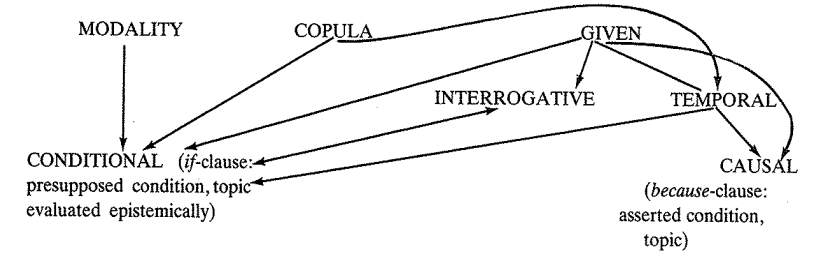 MODALITY COPULA GIVEN
INTERROGATIVE TEMPORAL
CONDITIONAL (if-clause:
presupposed condition, topic
evaluated epistemically)
CAUSAL
(because-clause:
asserted condition,
topic)